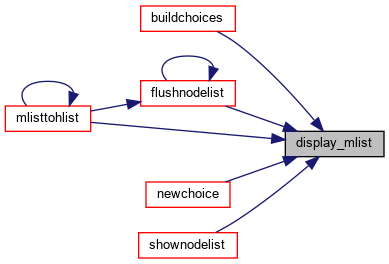 buildchoices
flushnodelist
mlisttohlist
display_mlist
newchoice
shownodelist